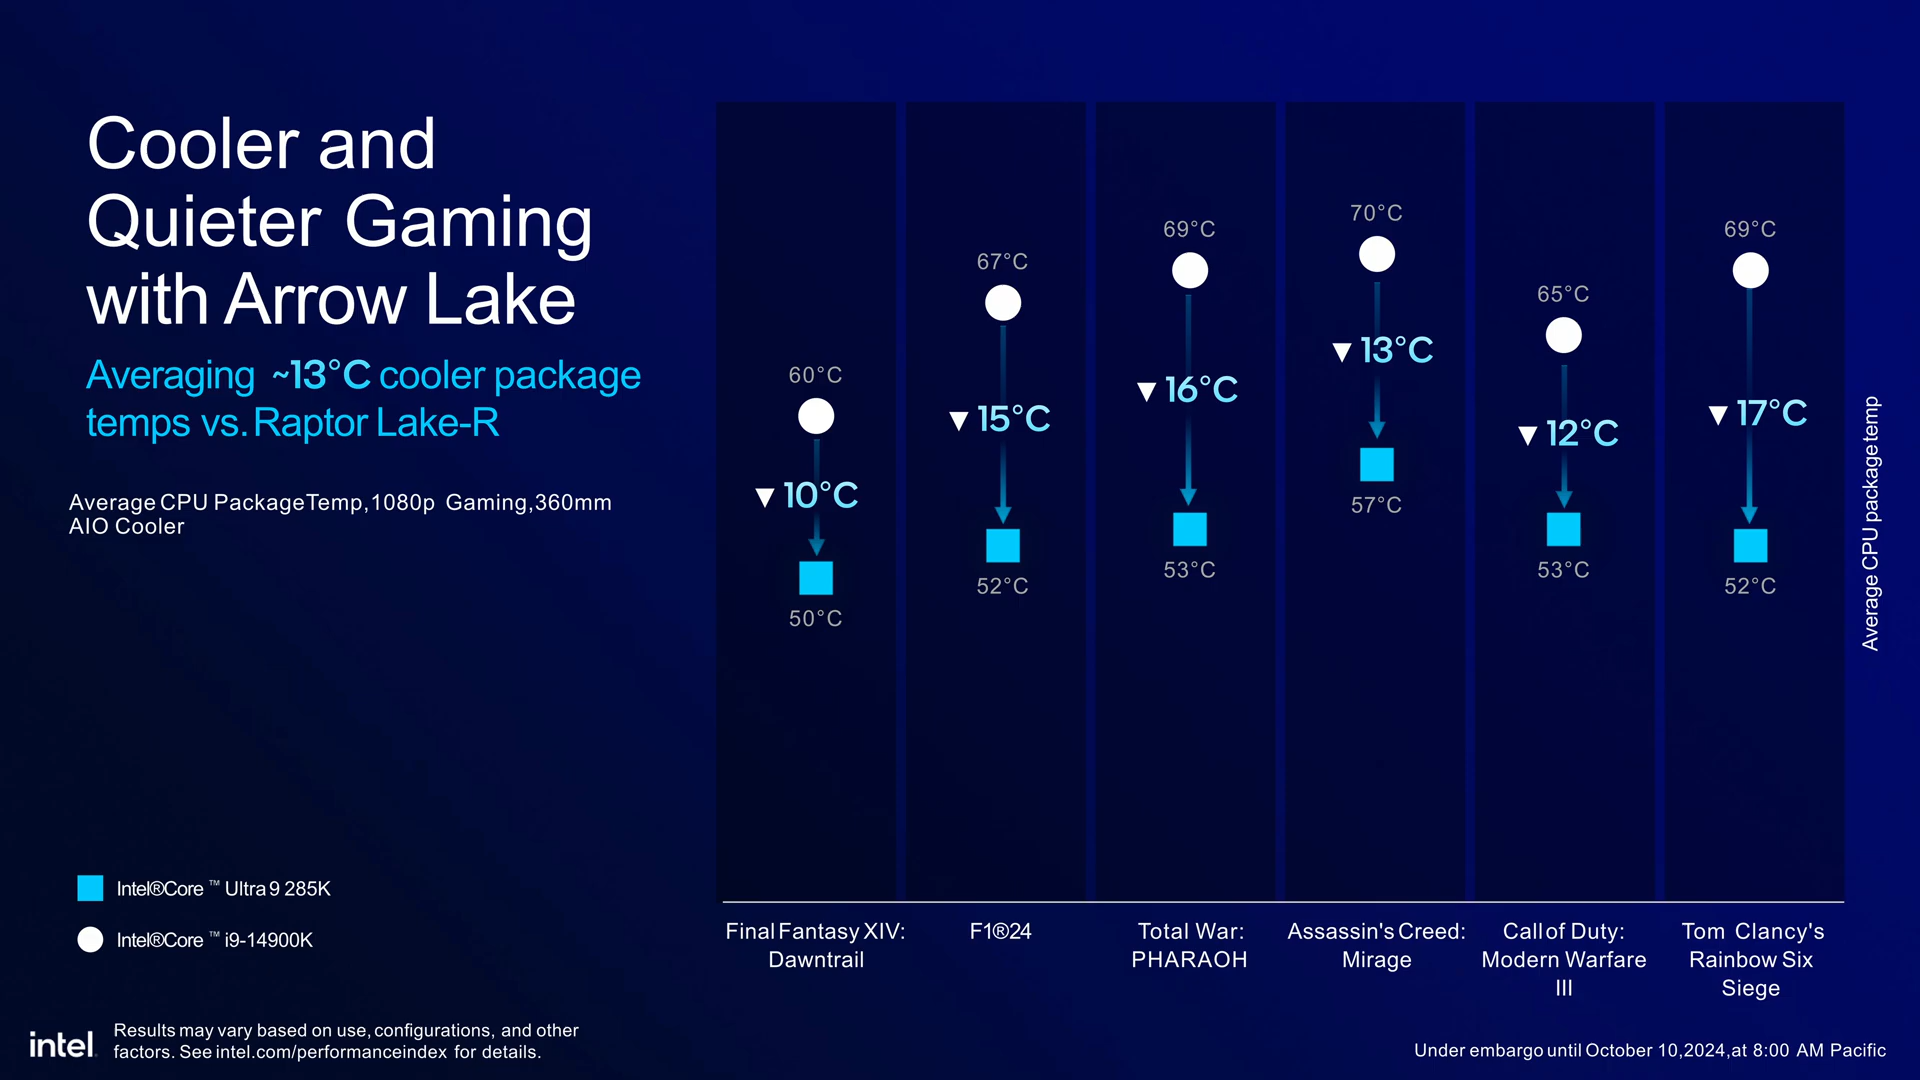 Cooler and
Quieter Gaming
with Arrow Lake
Averaging ~13°C cooler package
temps vs. Raptor Lake-R
Average CPU Package Temp, 1080p Gaming, 360mm
AIO Cooler
60°C
▼ 10°C
50°C
67°C
▼ 15°C
52°C
69°C
▼ 16°C
53°C
70°C
▼ 13°C
57°C
65°C
▼ 12°C
53°C
69°C
▼ 17°C
52°C
Average CPU package temp
Final Fantasy XIV:
Dawntrail
F1®24
Total War:
PHARAOH
Assassin's Creed:
Mirage
Call of Duty:
Modern Warfare
III
Tom Clancy's
Rainbow Six
Siege
Intel®Core ™ Ultra 9 285K
Intel®Core ™ i9-14900K
intel.
Results may vary based on use, configurations, and other
factors. See intel.com/performanceindex for details.
Under embargo until October 10, 2024, at 8:00 AM Pacific